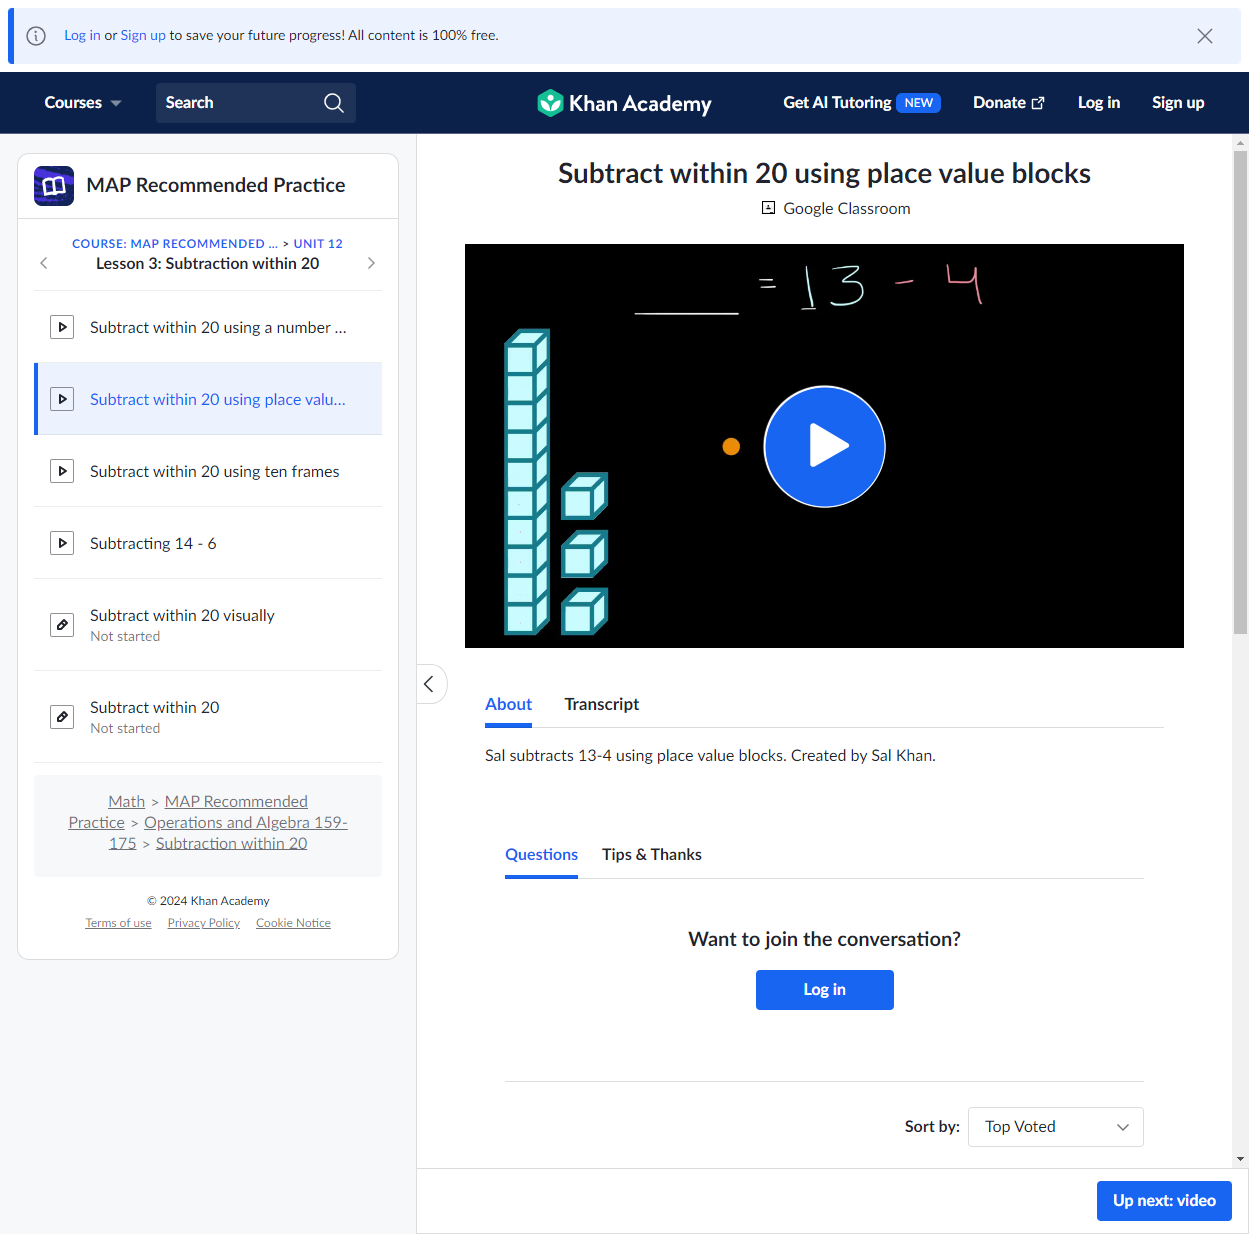 Log in or Sign up to save your future progress! All content is 100% free.
Courses
Search
Khan Academy
Get AI Tutoring NEW
Donate
Log in
Sign up
MAP Recommended Practice
COURSE: MAP RECOMMENDED ... > UNIT 12
Lesson 3: Subtraction within 20
Subtract within 20 using a number ...
Subtract within 20 using place valu...
Subtract within 20 using ten frames
Subtracting 14 - 6
Subtract within 20 visually
Not started
Subtract within 20
Not started
Math > MAP Recommended
Practice > Operations and Algebra 159-
175 > Subtraction within 20
© 2024 Khan Academy
Terms of use Privacy Policy Cookie Notice
Subtract within 20 using place value blocks
Google Classroom
____ = 13 - 4
About Transcript
Sal subtracts 13-4 using place value blocks. Created by Sal Khan.
Questions Tips & Thanks
Want to join the conversation?
Log in
Sort by: Top Voted
Up next: video